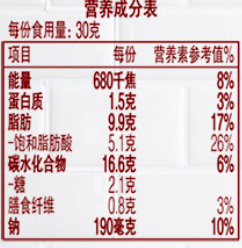 营养成分表
每份食用量: 30克
项目 每份 营养素参考值%
能量 680千焦 8%
蛋白质 1.5克 3%
脂肪 9.9克 17%
-饱和脂肪酸 5.1克 26%
碳水化合物 16.6克 6%
-糖 2.1克
膳食纤维 0.8克 3%
钠 190毫克 10%